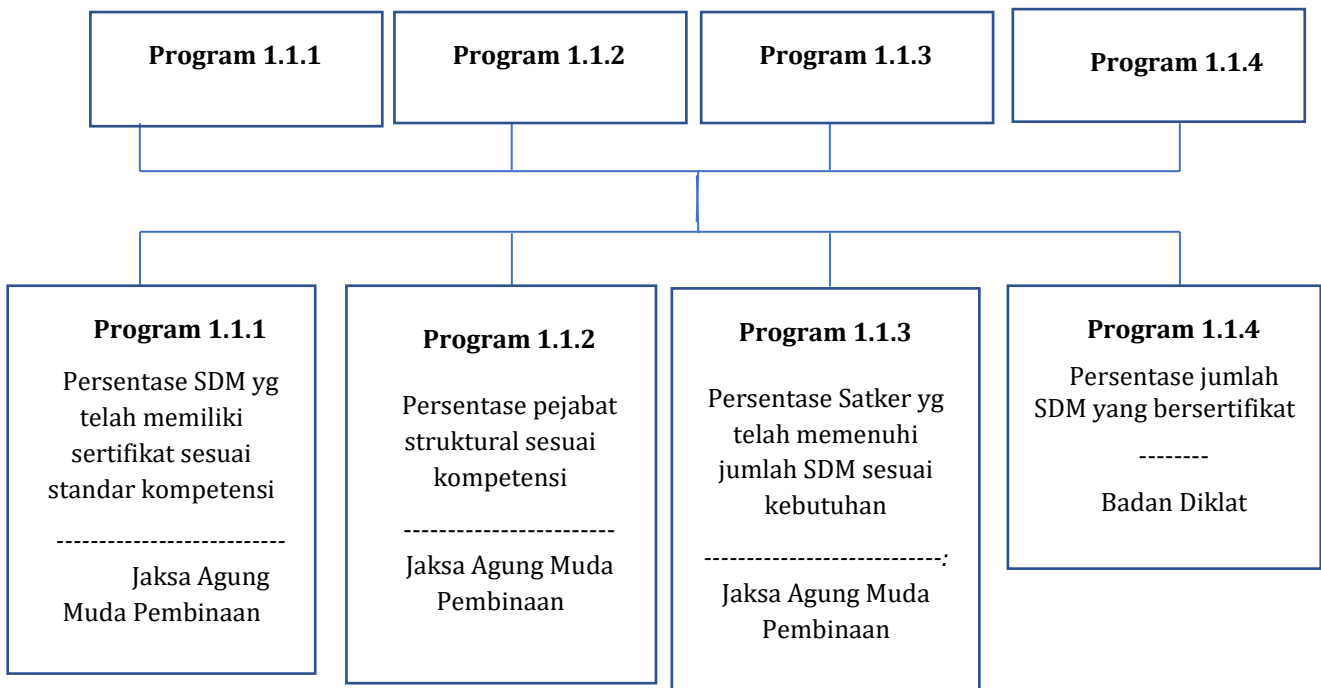 Program 1.1.1
Program 1.1.2
Program 1.1.3
Program 1.1.4
Program 1.1.1
Persentase SDM yg
telah memiliki
sertifikat sesuai
standar kompetensi
---------------------------
Jaksa Agung
Muda Pembinaan
Program 1.1.2
Persentase pejabat
struktural sesuai
kompetensi
------------------------
Jaksa Agung Muda
Pembinaan
Program 1.1.3
Persentase Satker yg
telah memenuhi
jumlah SDM sesuai
kebutuhan
----------------------------:
Jaksa Agung Muda
Pembinaan
Program 1.1.4
Persentase jumlah
SDM yang bersertifikat
--------
Badan Diklat